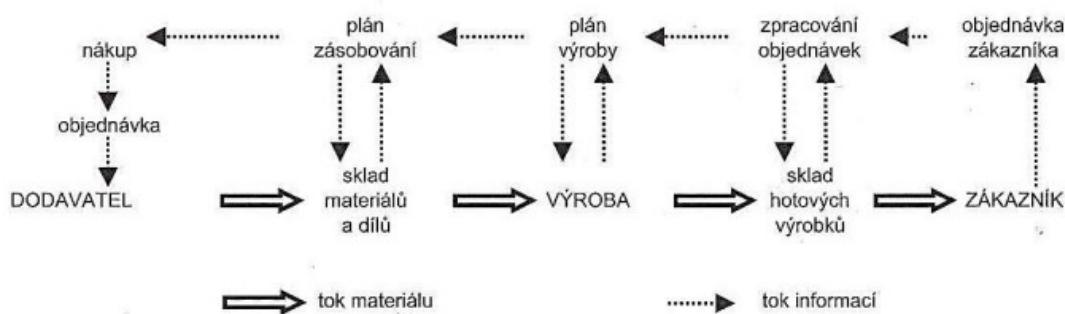 plán
zásobování
plán
výroby
zpracování
objednávek
objednávka
zákazníka
nákup
objednávka
DODAVATEL
sklad
materiálů
a dílů
VÝROBA
sklad
hotových
výrobků
ZÁKAZNÍK
tok materiálu
tok informací